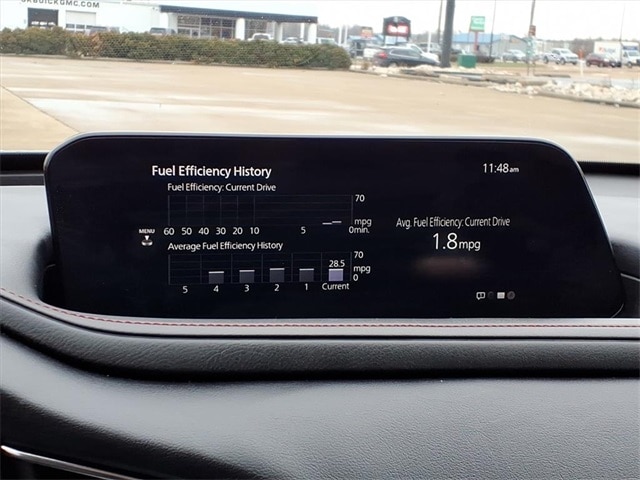 RBUICKGMC.COM
Fuel Efficiency History
11:48am
Fuel Efficiency: Current Drive
70
mpg
60 50 40 30 20 10 5 0min.
Avg. Fuel Efficiency: Current Drive
1.8mpg
MENU
Average Fuel Efficiency History
28.5
70
mpg
0
5 4 3 2 1 Current